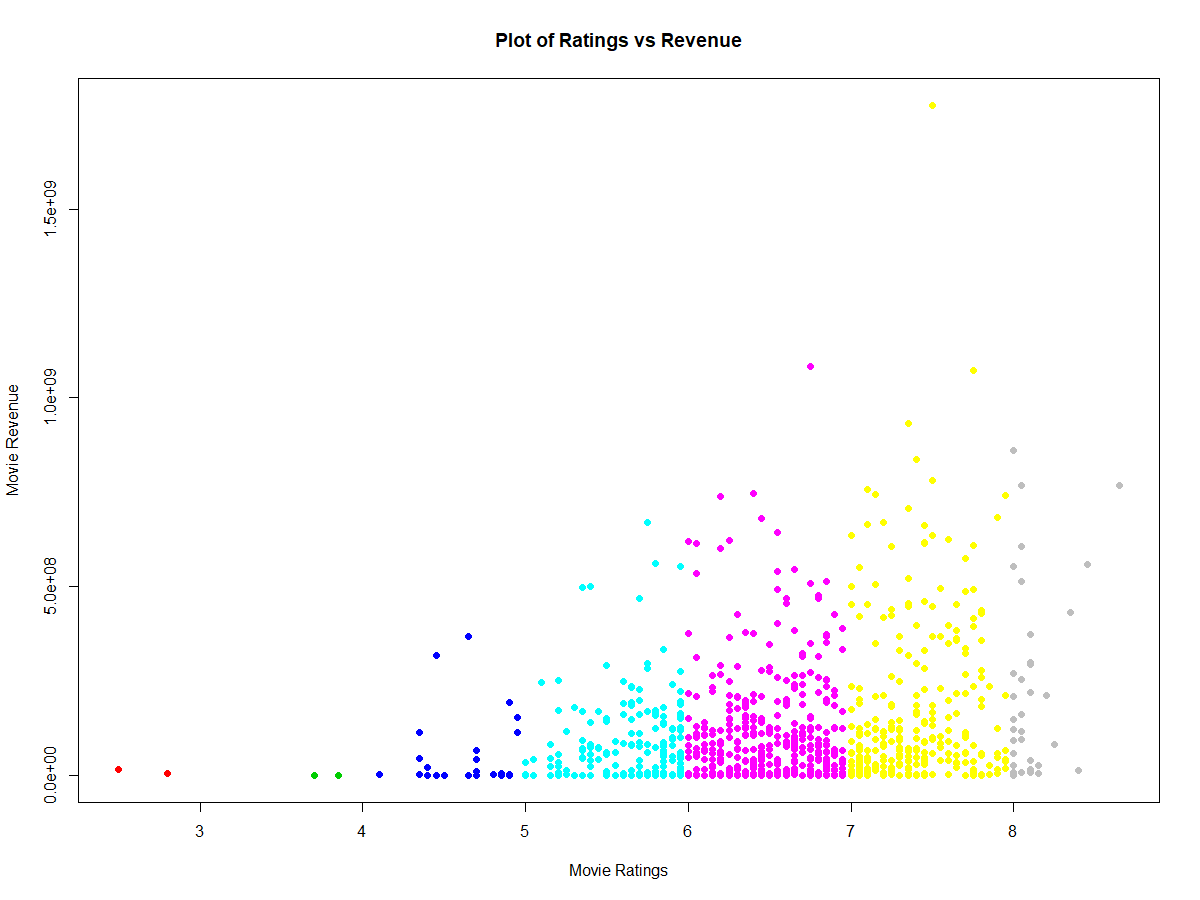 Plot of Ratings vs Revenue
Movie Revenue
1.5e+09
1.0e+09
5.0e+08
0.0e+00
3 4 5 6 7 8
Movie Ratings